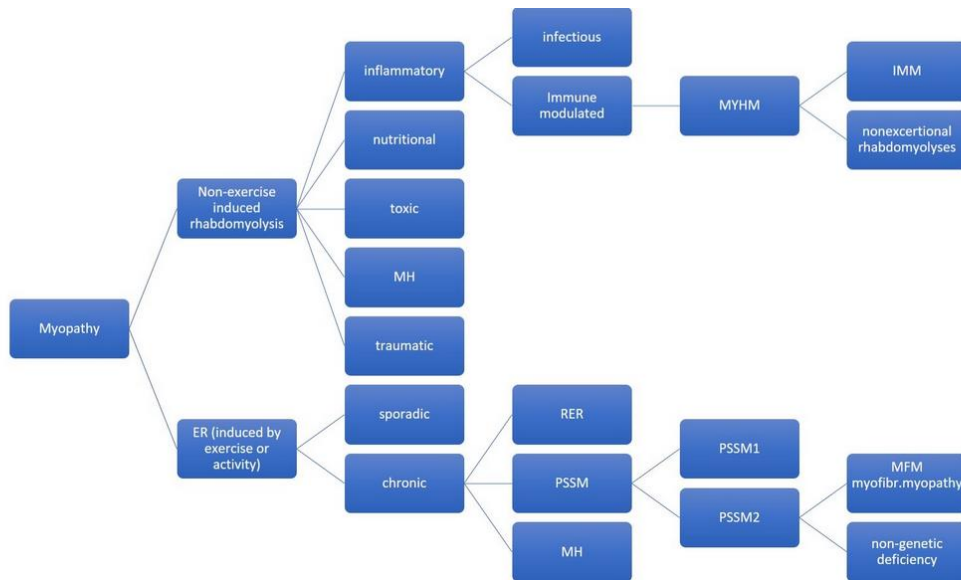 infectious
inflammatory
IMM
Immune
modulated
MYHM
nutritional
nonexcertional
rhabdomyolyses
Non-exercise
induced
rhabdomyolysis
toxic
MH
Myopathy
traumatic
sporadic
RER
ER (induced by
exercise or
activity)
PSSM1
chronic
PSSM
MFM
myofibr.myopathy
PSSM2
MH
non-genetic
deficiency